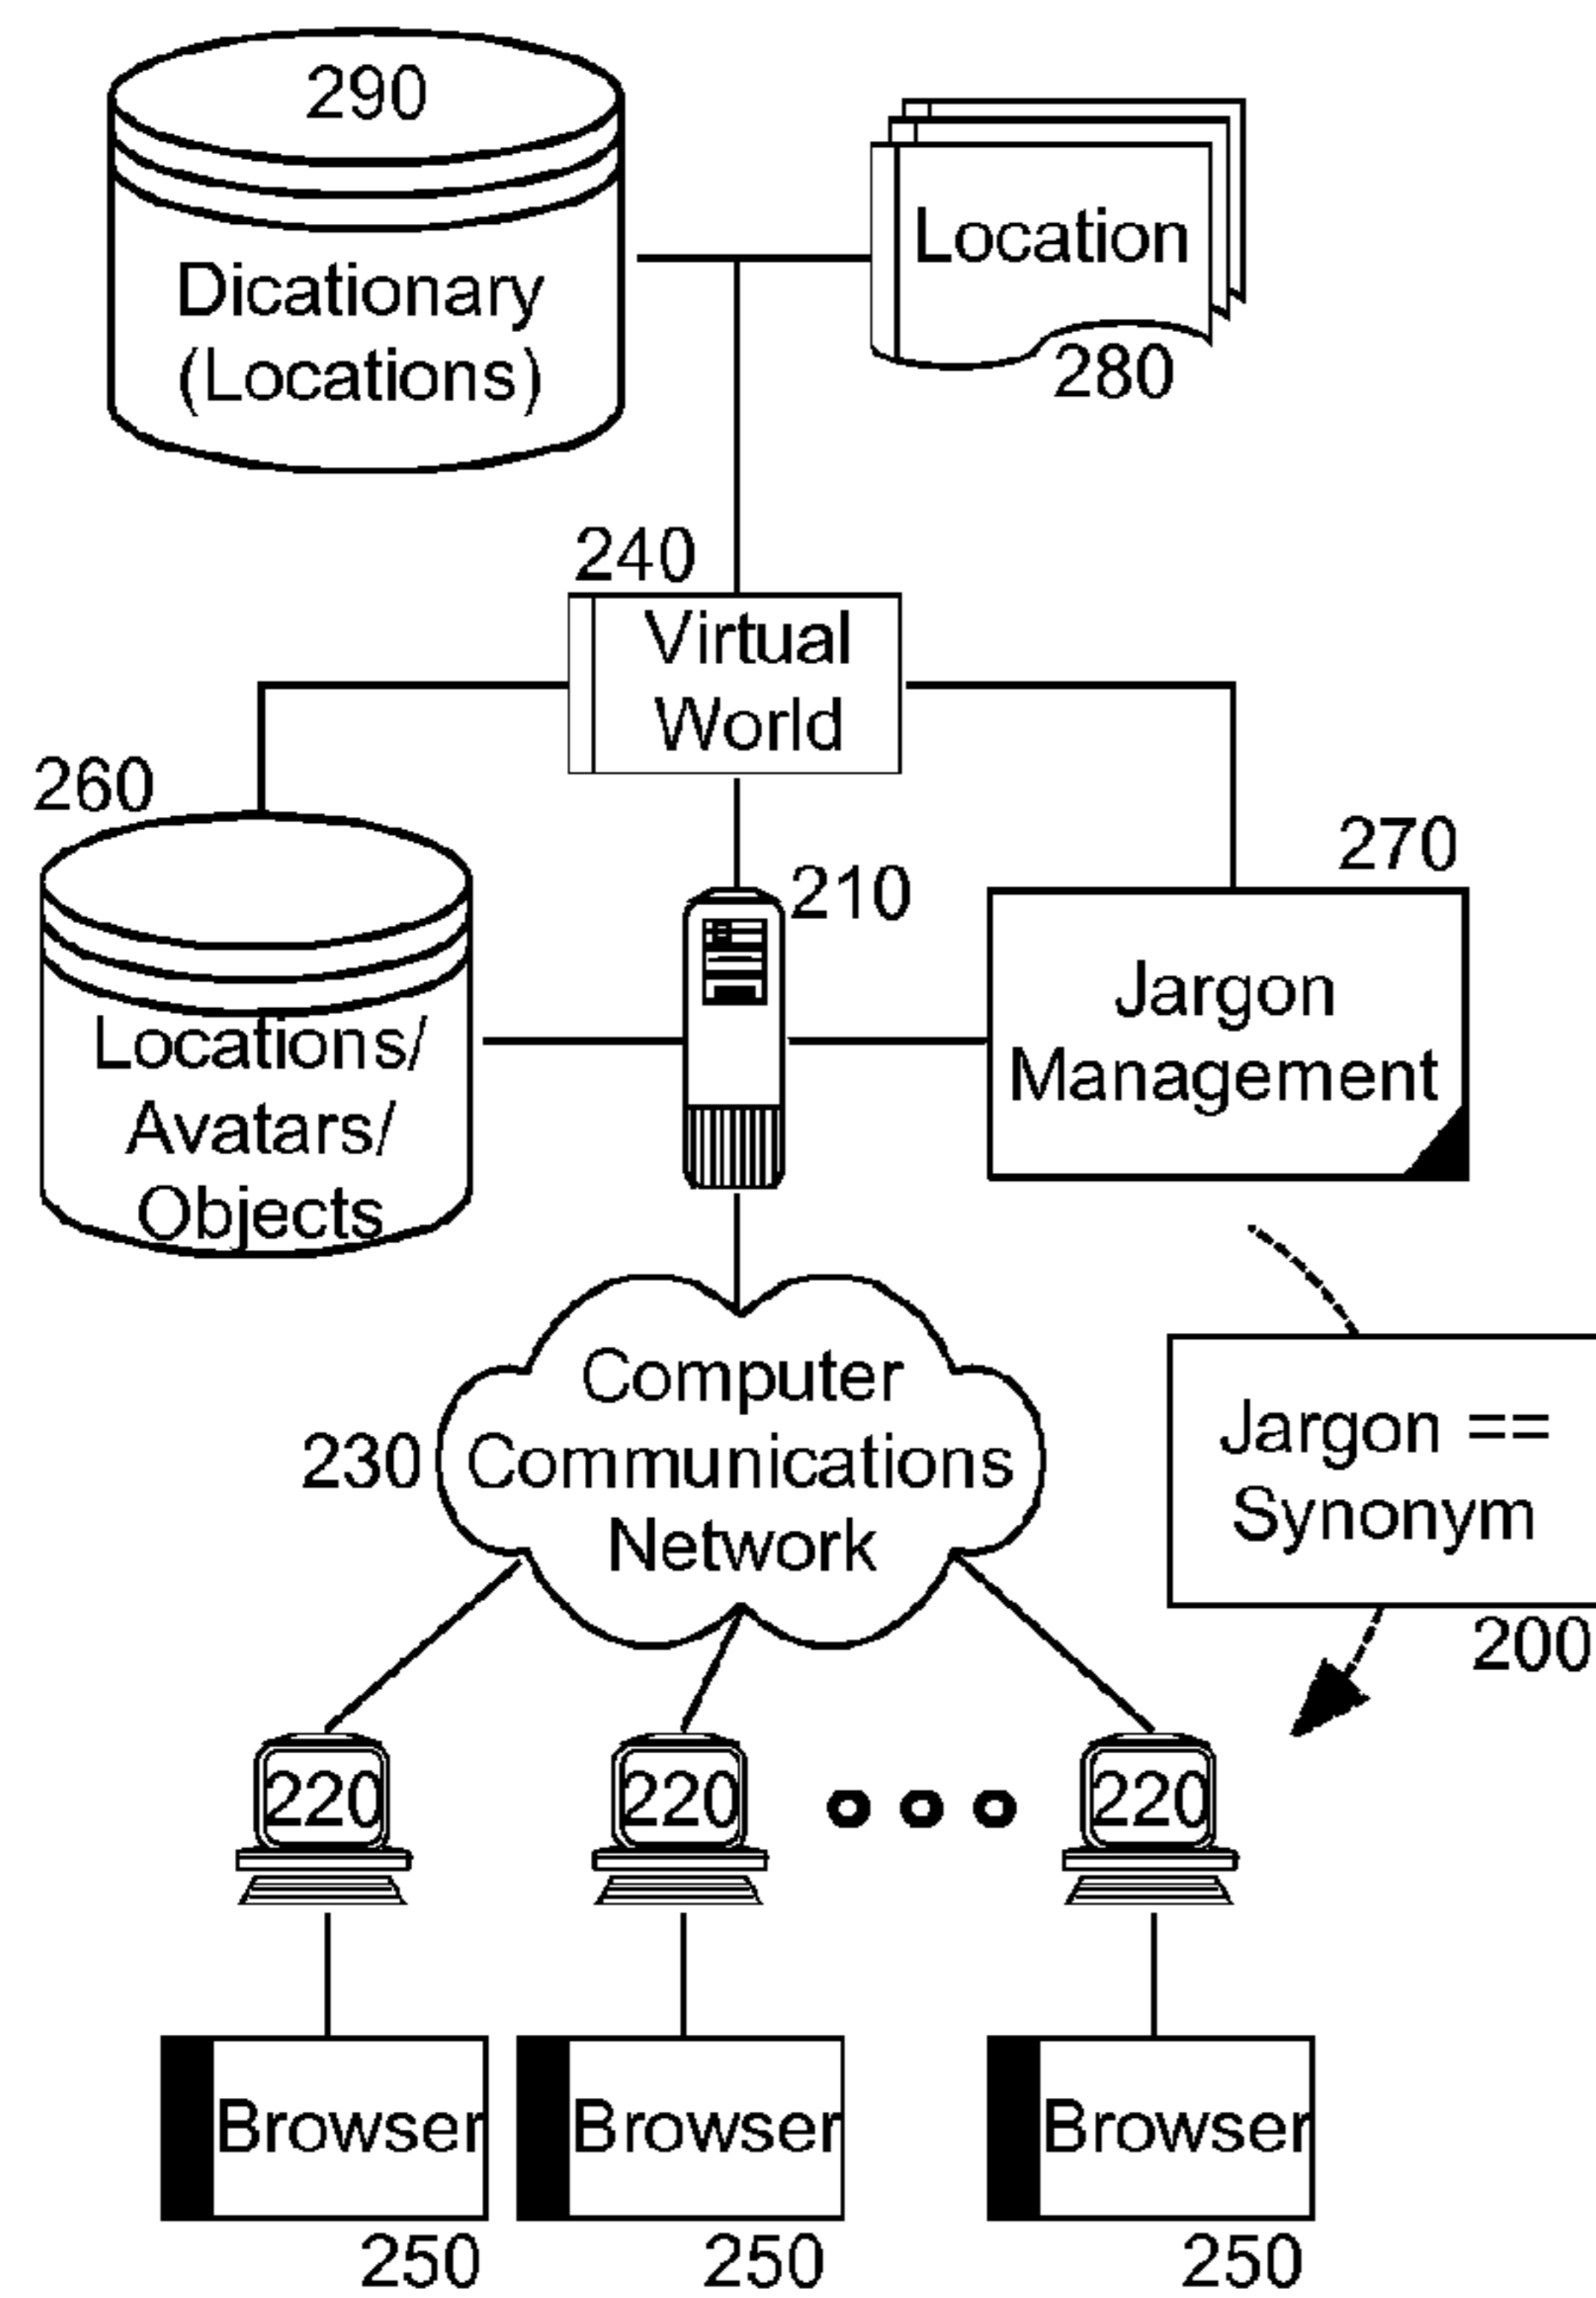 290
Dicationary
(Locations)
Location
280
240
Virtual
World
260
Locations/
Avatars/
Objects
210
270
Jargon
Management
Computer
230 Communications
Network
Jargon ==
Synonym
200
220 220 220
Browser Browser Browser
250 250 250